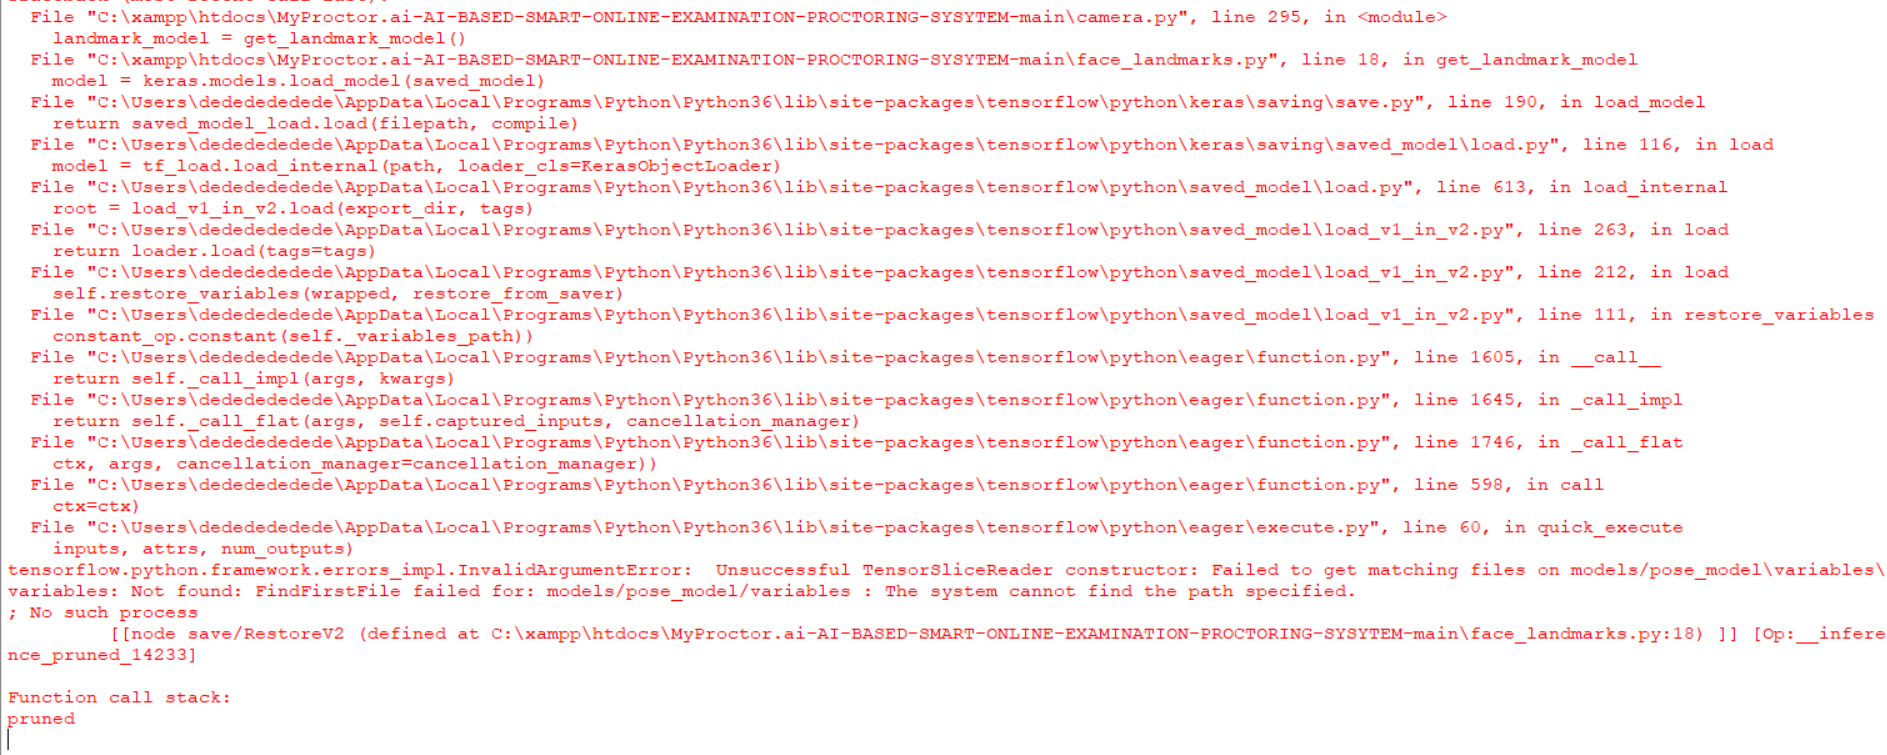 File "C:\xampp\htdocs\MyProctor.ai-AI-BASED-SMART-ONLINE-EXAMINATION-PROCTORING-SYSYTEM-main\camera.py", line 295, in <module>
landmark_model = get_landmark_model()
File "C:\xampp\htdocs\MyProctor.ai-AI-BASED-SMART-ONLINE-EXAMINATION-PROCTORING-SYSYTEM-main\face_landmarks.py", line 18, in get_landmark_model
model = keras.models.load_model(saved_model)
File "C:\Users\dedededededede\AppData\Local\Programs\Python\Python36\lib\site-packages\tensorflow\python\keras\saving\save.py", line 190, in load_model
return saved_model_load.load(filepath, compile)
File "C:\Users\dedededededede\AppData\Local\Programs\Python\Python36\lib\site-packages\tensorflow\python\keras\saving\saved_model\load.py", line 116, in load
model = tf_load.load_internal(path, loader_cls=KerasObjectLoader)
File "C:\Users\dedededededede\AppData\Local\Programs\Python\Python36\lib\site-packages\tensorflow\python\saved_model\load.py", line 613, in load_internal
root = load_v1_in_v2.load(export_dir, tags)
File "C:\Users\dedededededede\AppData\Local\Programs\Python\Python36\lib\site-packages\tensorflow\python\saved_model\load_v1_in_v2.py", line 263, in load
return loader.load(tags=tags)
File "C:\Users\dedededededede\AppData\Local\Programs\Python\Python36\lib\site-packages\tensorflow\python\saved_model\load_v1_in_v2.py", line 212, in load
self.restore_variables(wrapped, restore_from_saver)
File "C:\Users\dedededededede\AppData\Local\Programs\Python\Python36\lib\site-packages\tensorflow\python\saved_model\load_v1_in_v2.py", line 111, in restore_variables
constant_op.constant(self._variables_path))
File "C:\Users\dedededededede\AppData\Local\Programs\Python\Python36\lib\site-packages\tensorflow\python\eager\function.py", line 1605, in __call__
return self._call_impl(args, kwargs)
File "C:\Users\dedededededede\AppData\Local\Programs\Python\Python36\lib\site-packages\tensorflow\python\eager\function.py", line 1645, in _call_impl
return self._call_flat(args, self.captured_inputs, cancellation_manager)
File "C:\Users\dedededededede\AppData\Local\Programs\Python\Python36\lib\site-packages\tensorflow\python\eager\function.py", line 1746, in _call_flat
ctx, args, cancellation_manager=cancellation_manager))
File "C:\Users\dedededededede\AppData\Local\Programs\Python\Python36\lib\site-packages\tensorflow\python\eager\function.py", line 598, in call
ctx=ctx)
File "C:\Users\dedededededede\AppData\Local\Programs\Python\Python36\lib\site-packages\tensorflow\python\eager\execute.py", line 60, in quick_execute
inputs, attrs, num_outputs)
tensorflow.python.framework.errors_impl.InvalidArgumentError:  Unsuccessful TensorSliceReader constructor: Failed to get matching files on models/pose_model\variables\
variables: Not found: FindFirstFile failed for: models/pose_model/variables : The system cannot find the path specified.
; No such process
[[node save/RestoreV2 (defined at C:\xampp\htdocs\MyProctor.ai-AI-BASED-SMART-ONLINE-EXAMINATION-PROCTORING-SYSYTEM-main\face_landmarks.py:18) ]] [Op:__infere
nce_pruned_14233]
Function call stack:
pruned